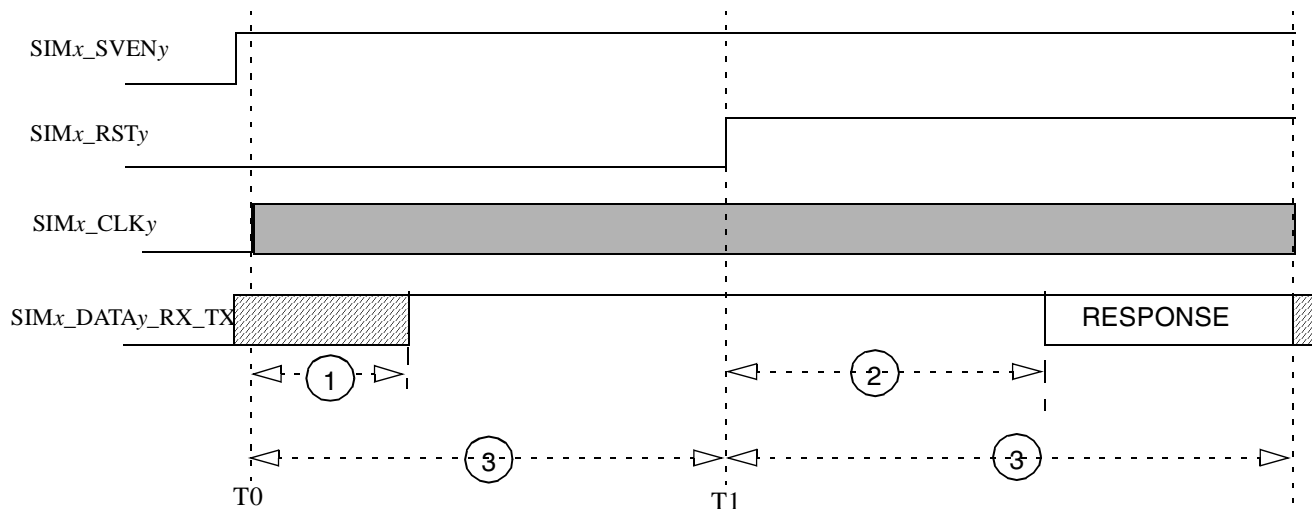 SIMx_SVENy
SIMx_RSTy
SIMx_CLKy
SIMx_DATAy_RX_TX
RESPONSE
1
2
3
3
T0
T1